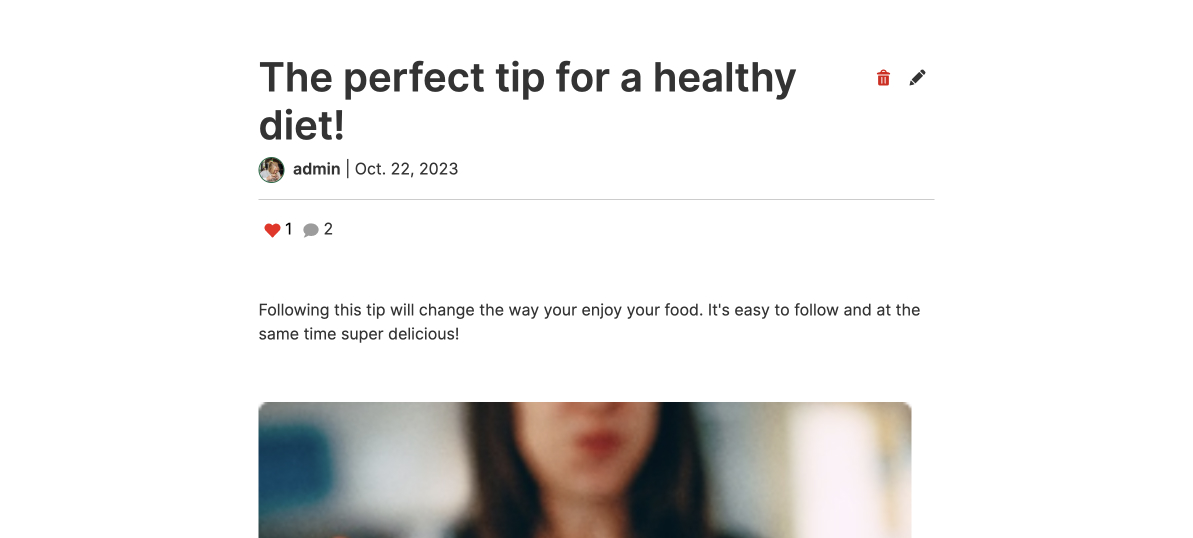 The perfect tip for a healthy
diet!
admin | Oct. 22, 2023
1 2
Following this tip will change the way your enjoy your food. It's easy to follow and at the
same time super delicious!